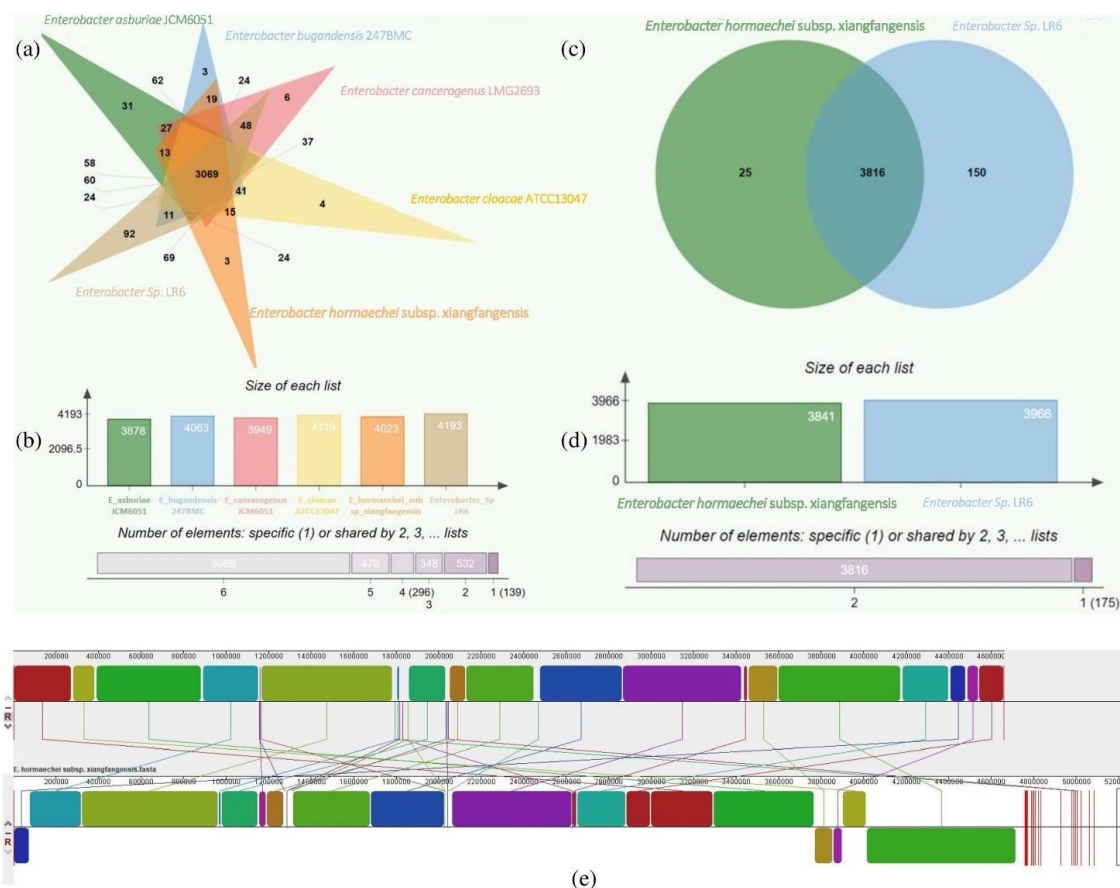 Enterobacter asburiae JCM6051
(a)
Enterobacter bugandensis 247BMC
Enterobacter cancerogenus LMG2693
Enterobacter cloacae ATCC13047
Enterobacter Sp. LR6
Enterobacter hormaechei subsp. xiangfangensis
62
3
24
19
6
31
27
48
37
13
58
60
24
3069
41
4
11
15
92
69
3
24
(b)
Size of each list
4193
2096.5
0
3878
4063
3949
4119
4023
4193
E_asburiae
JCM6051
E_bugandensis
247BMC
E_cancerogenus
JCM6051
E_cloacae
ATCC13047
E_hormaechei_sub
sp_xiangfangensis
Enterobacter_Sp
LR6
Number of elements: specific (1) or shared by 2, 3, ... lists
3069
476
348
532
6
5
4 (296)
3
2
1 (139)
(c)
Enterobacter hormaechei subsp. xiangfangensis
Enterobacter Sp. LR6
25
3816
150
(d)
Size of each list
3966
1983
0
3841
3966
Enterobacter hormaechei subsp. xiangfangensis
Enterobacter Sp. LR6
Number of elements: specific (1) or shared by 2, 3, ... lists
3816
2
1 (175)
200000 400000 600000 800000 1000000 1200000 1400000 1600000 1800000 2000000 2200000 2400000 2600000 2800000 3000000 3200000 3400000 3600000 3800000 4000000 4200000 4400000
R
E. hormaechei subsp. xiangfangensis.fasta
200000 400000 600000 800000 1000000 1200000 1400000 1600000 1800000 2000000 2200000 2400000 2600000 2800000 3000000 3200000 3400000 3600000 3800000 4000000 4200000 4400000 4600000 4800000 5000000
R
(e)